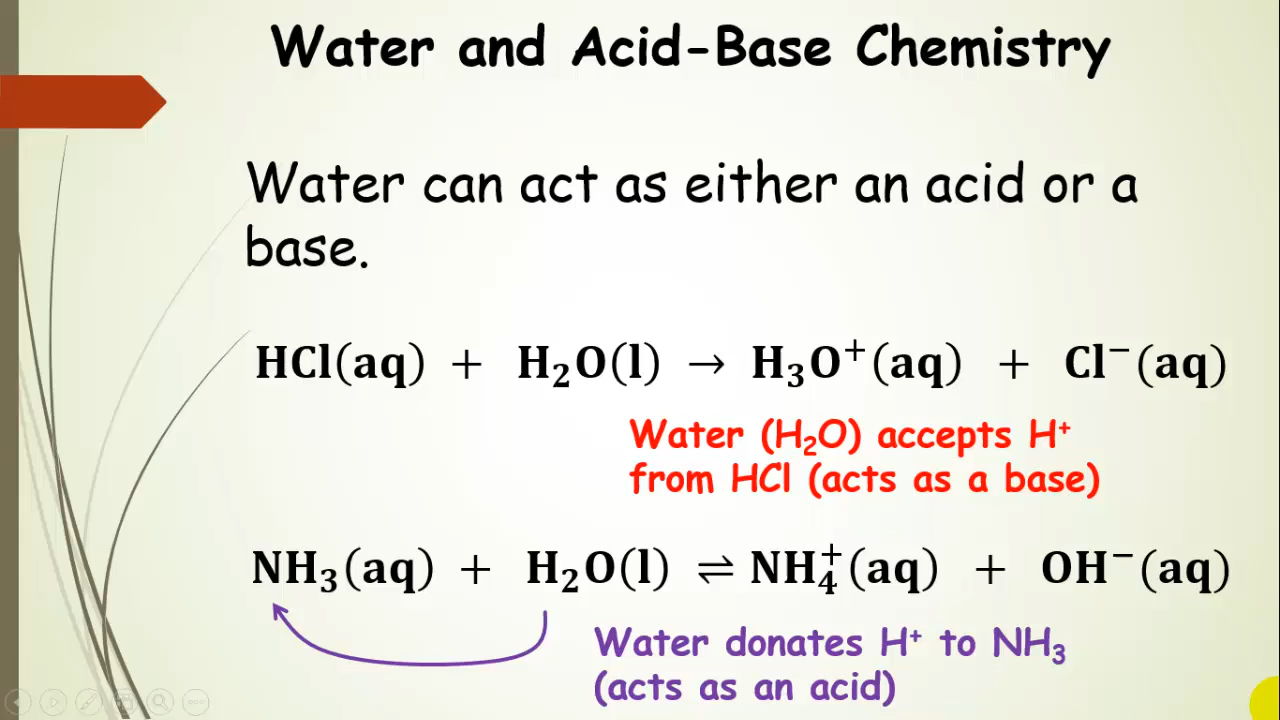 Water and Acid-Base Chemistry
Water can act as either an acid or a
base.
HCl(aq) + H₂O(l) → H₃O⁺(aq) + Cl⁻(aq)
Water (H₂O) accepts H⁺
from HCl (acts as a base)
NH₃(aq) + H₂O(l) ⇌ NH₄⁺(aq) + OH⁻(aq)
Water donates H⁺ to NH₃
(acts as an acid)